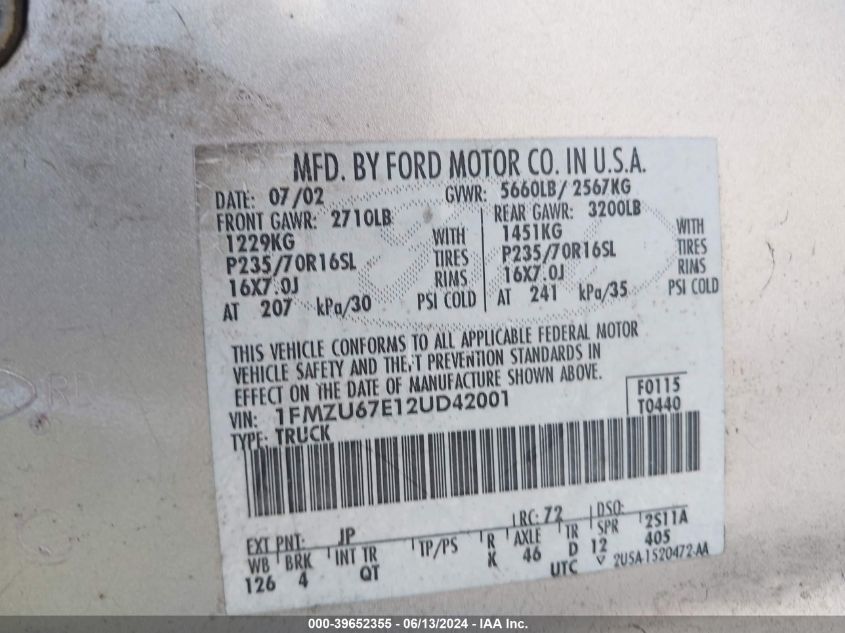 MFD. BY FORD MOTOR CO. IN U.S.A.
DATE: 07/02 GVWR: 5660LB/ 2567KG
FRONT GAWR: 2710LB REAR GAWR: 3200LB
1229KG WITH 1451KG WITH
P235/70R16SL TIRES P235/70R16SL TIRES
16X7.0J RIMS 16X7.0J RIMS
AT 207 kPa/30 PSI COLD AT 241 kPa/35 PSI COLD
THIS VEHICLE CONFORMS TO ALL APPLICABLE FEDERAL MOTOR
VEHICLE SAFETY AND THEFT PREVENTION STANDARDS IN
EFFECT ON THE DATE OF MANUFACTURE SHOWN ABOVE.
VIN: 1FMZU67E12UD42001 F0115
TYPE: TRUCK T0440
EXT PNT: JP RC: 72 DSO:
WB BRK INT TR TP/PS R AXLE TR SPR 2S11A
126 4 QT K 46 D 12 405
UTC V 2USA-1520472-AA
000-39652355 - 06/13/2024 - IAA Inc.